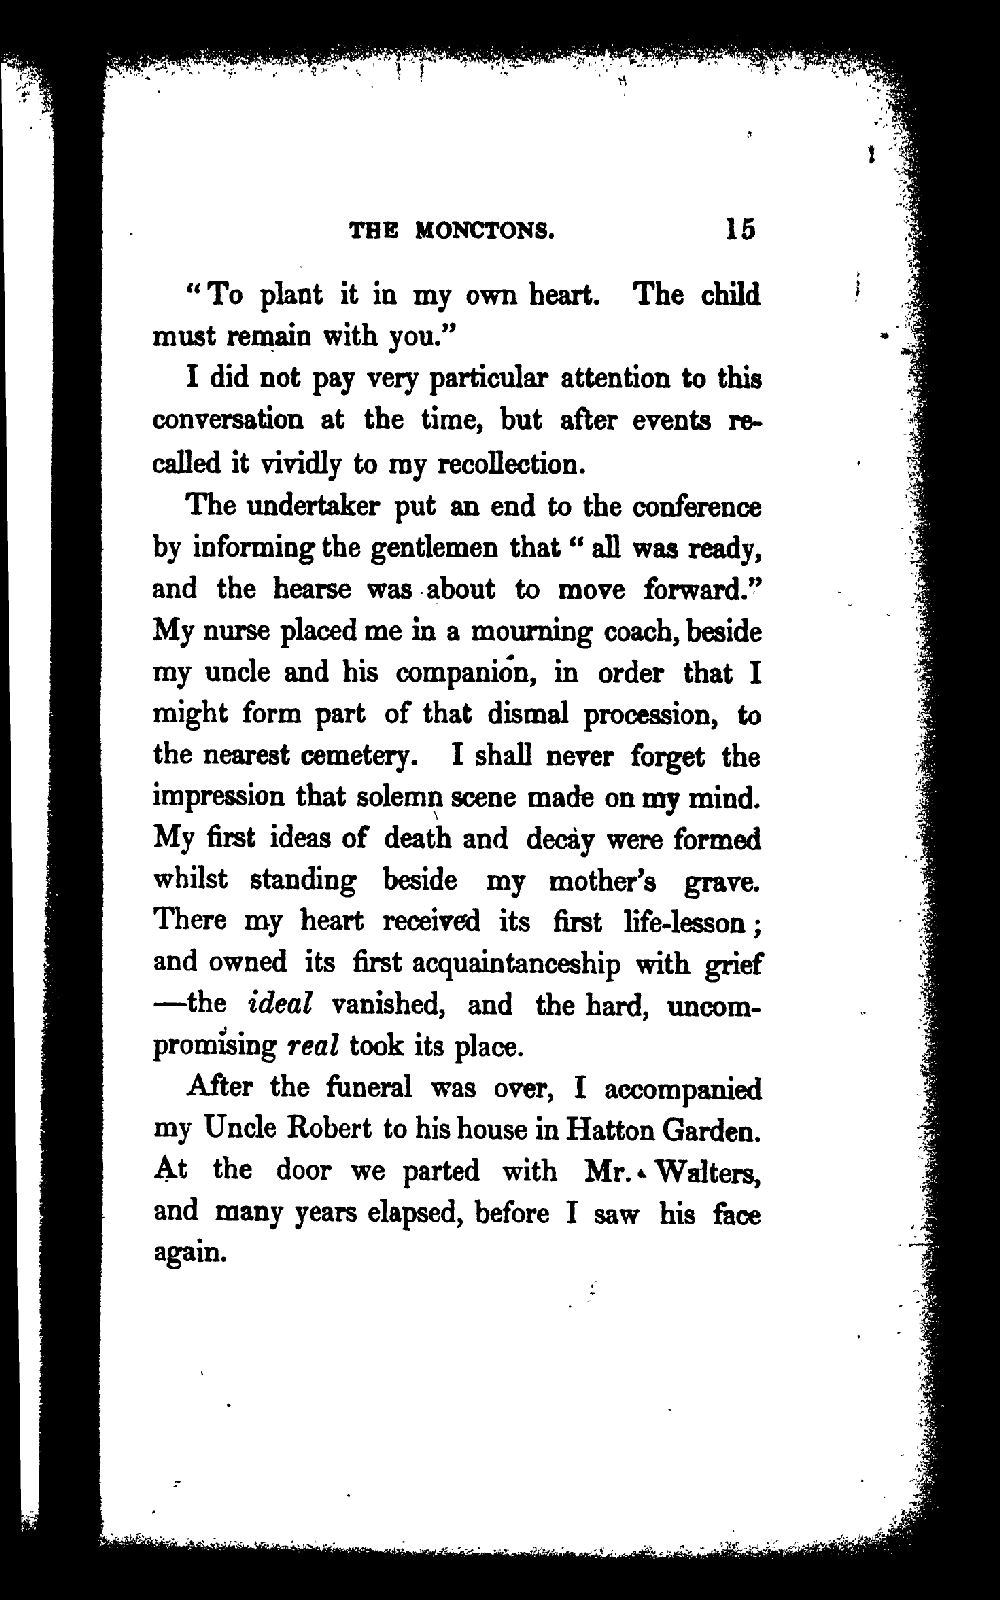 THE MONCTONS. 15
“To plant it in my own heart. The child
must remain with you.”
I did not pay very particular attention to this
conversation at the time, but after events re-
called it vividly to my recollection.
The undertaker put an end to the conference
by informing the gentlemen that “ all was ready,
and the hearse was about to move forward.”
My nurse placed me in a mourning coach, beside
my uncle and his companion, in order that I
might form part of that dismal procession, to
the nearest cemetery. I shall never forget the
impression that solemn scene made on my mind.
My first ideas of death and decay were formed
whilst standing beside my mother’s grave.
There my heart received its first life-lesson ;
and owned its first acquaintanceship with grief
—the ideal vanished, and the hard, uncom-
promising real took its place.
After the funeral was over, I accompanied
my Uncle Robert to his house in Hatton Garden.
At the door we parted with Mr. Walters,
and many years elapsed, before I saw his face
again.